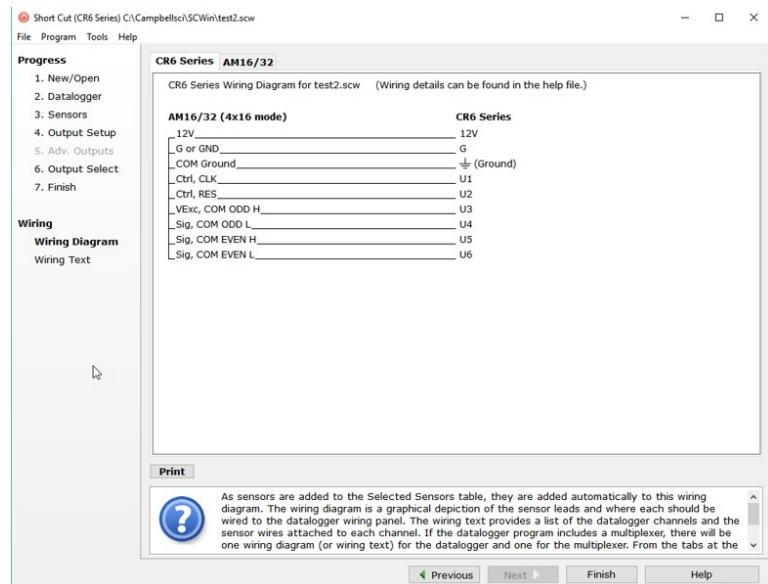 Short Cut (CR6 Series) C:\Campbellsci\SCWin\test2.scw
File Program Tools Help
Progress
1. New/Open
2. Datalogger
3. Sensors
4. Output Setup
5. Adv. Outputs
6. Output Select
7. Finish
Wiring
Wiring Diagram
Wiring Text
CR6 Series AM16/32
CR6 Series Wiring Diagram for test2.scw (Wiring details can be found in the help file.)
AM16/32 (4x16 mode) CR6 Series
12V 12V
G or GND G
COM Ground (Ground)
Ctrl, CLK U1
Ctrl, RES U2
VExc, COM ODD H U3
Sig, COM ODD L U4
Sig, COM EVEN H U5
Sig, COM EVEN L U6
Print
As sensors are added to the Selected Sensors table, they are added automatically to this wiring
diagram. The wiring diagram is a graphical depiction of the sensor leads and where each should be
wired to the datalogger wiring panel. The wiring text provides a list of the datalogger channels and the
sensor wires attached to each channel. If the datalogger program includes a multiplexer, there will be
one wiring diagram (or wiring text) for the datalogger and one for the multiplexer. From the tabs at the
Previous Next Finish Help